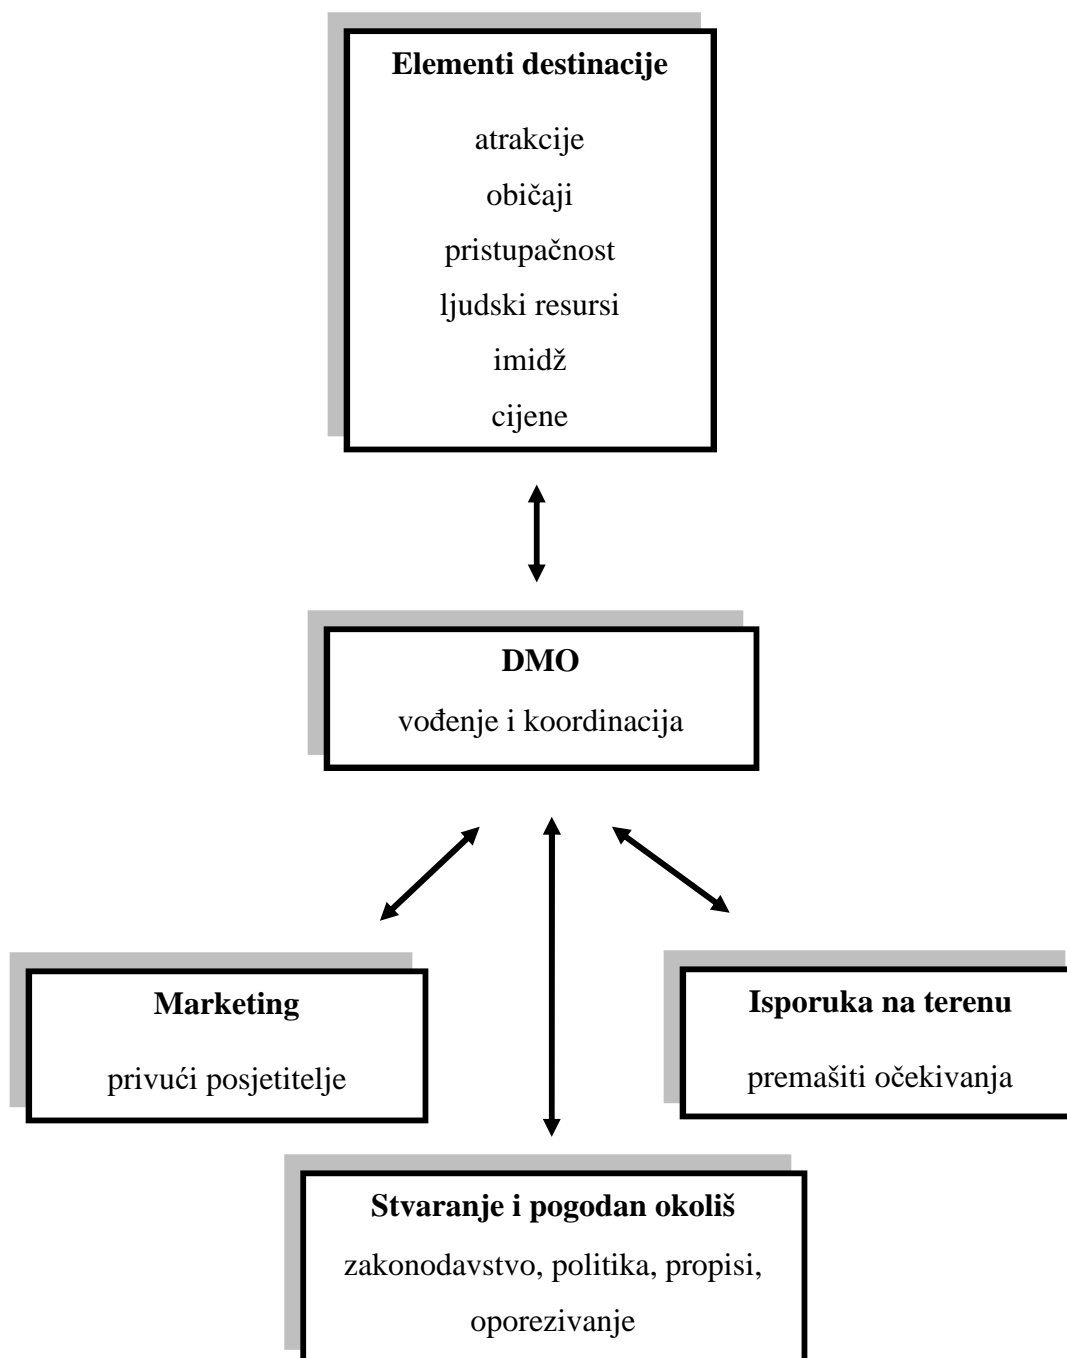 Elementi destinacije
atrakcije
običaji
pristupačnost
ljudski resursi
imidž
cijene
DMO
vođenje i koordinacija
Marketing
privući posjetitelje
Isporuka na terenu
premašiti očekivanja
Stvaranje i pogodan okoliš
zakonodavstvo, politika, propisi,
oporezivanje